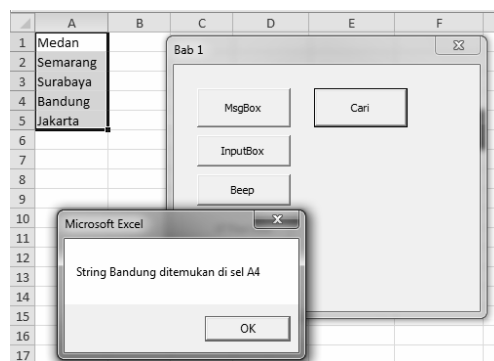 A B C D E F
1 Medan
2 Semarang
3 Surabaya
4 Bandung
5 Jakarta
6
7
8
9
10
11
12
13
14
15
16
17
Bab 1
MsgBox Cari
InputBox
Beep
Microsoft Excel
String Bandung ditemukan di sel A4
OK